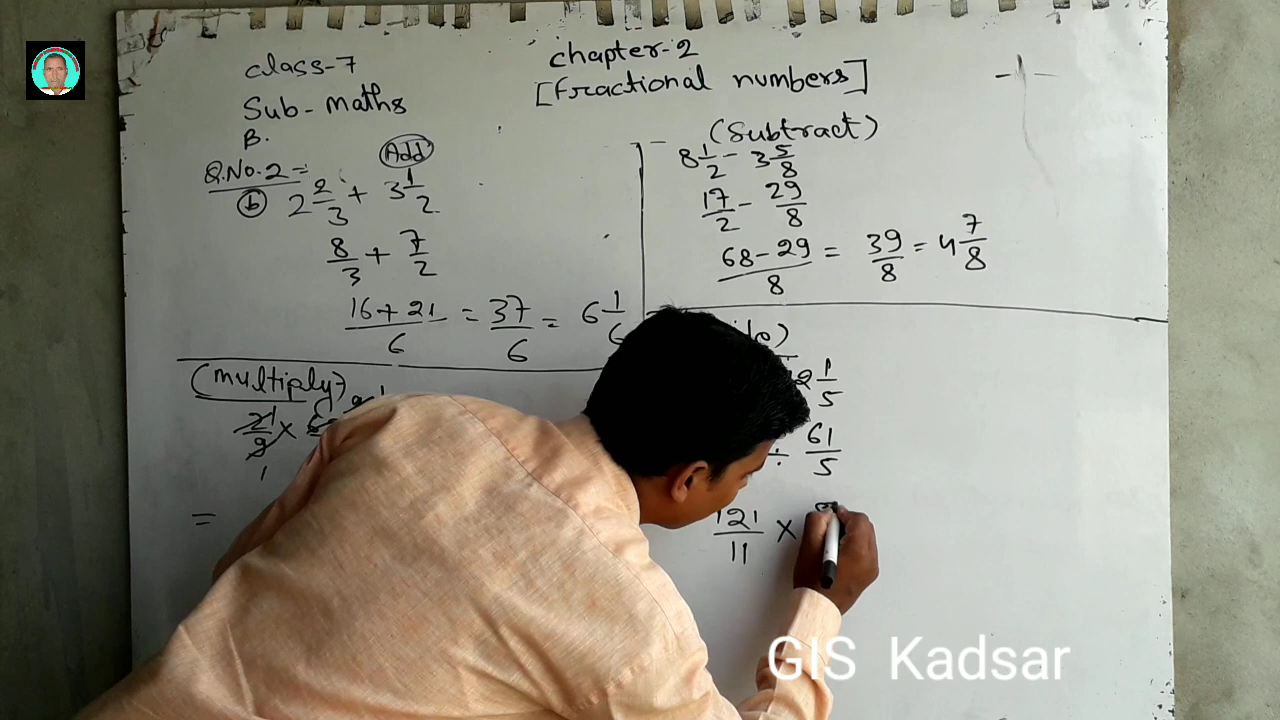 class-7
chapter-2
Sub-maths
[fractional numbers]
B.
Q.No.2=
Add
(b) 2 2/3 + 3 1/2
8/3 + 7/2
16+21/6 = 37/6 = 6 1/6
(Subtract)
8 1/2 - 3 5/8
17/2 - 29/8
68-29/8 = 39/8 = 4 7/8
(multiply)
21/9 ×
1
=
2 1/5
÷ 61/5
121/11 ×
GIS Kadsar